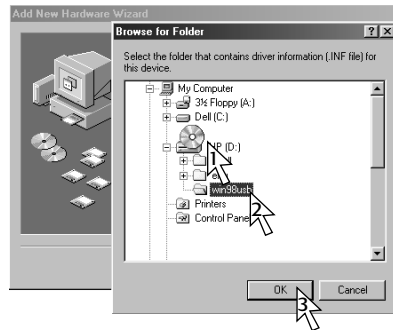 Add New Hardware Wizard
Browse for Folder
Select the folder that contains driver information (.INF file) for
this device.
My Computer
3½ Floppy (A:)
Dell (C:)
(D:)
1
win98usb
2
Printers
Control Panel
OK
Cancel
3